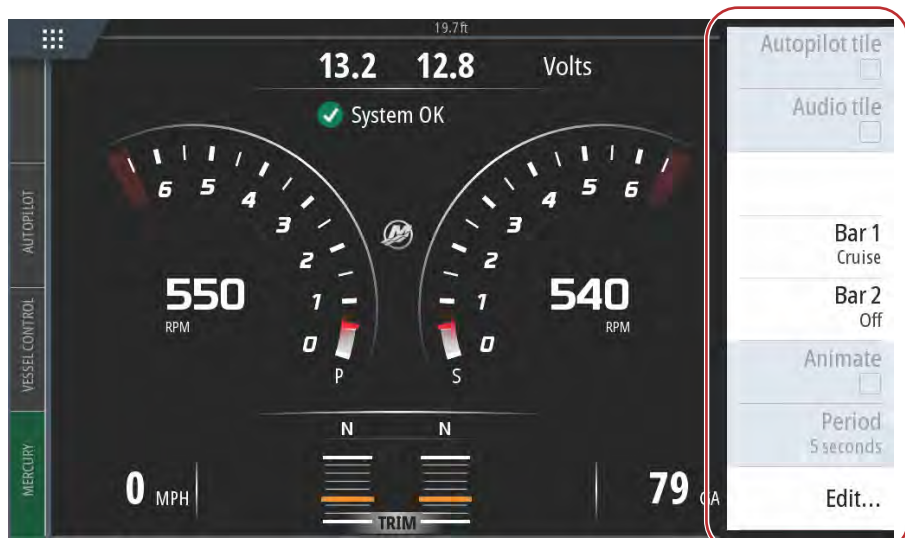 19.7 ft
13.2 12.8 Volts
System OK
6 5 4 3 2 1 0
6 5 4 3 2 1 0
550
RPM
540
RPM
P
S
N N
0 MPH
79
TRIM
AUTOPILOT
VESSEL CONTROL
MERCURY
Autopilot tile
Audio tile
Bar 1
Cruise
Bar 2
Off
Animate
Period
5 seconds
Edit...